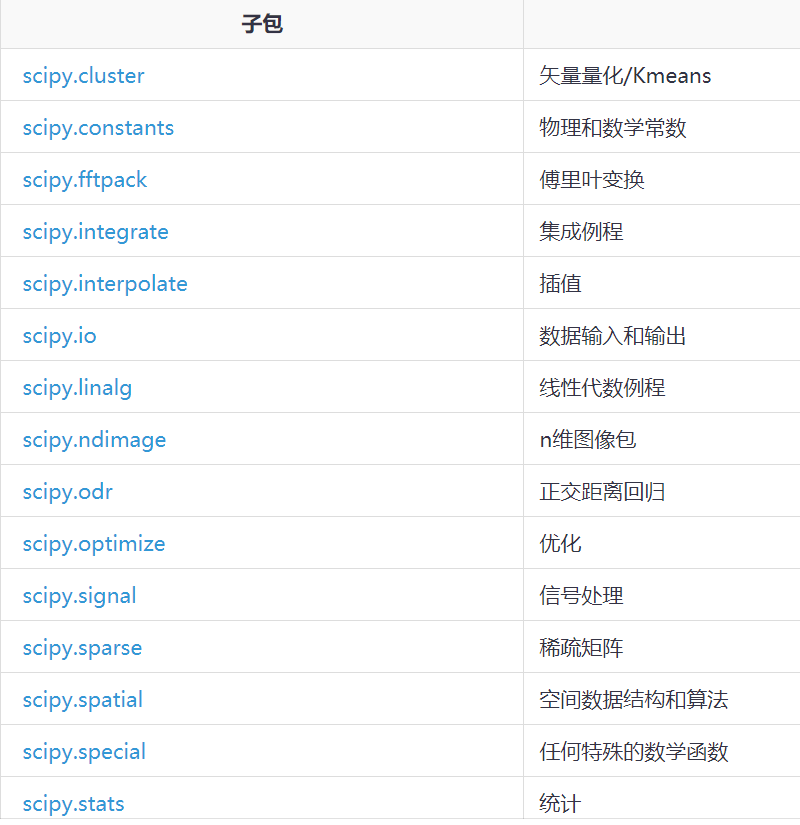 子包
scipy.cluster 矢量量化/Kmeans
scipy.constants 物理和数学常数
scipy.fftpack 傅里叶变换
scipy.integrate 集成例程
scipy.interpolate 插值
scipy.io 数据输入和输出
scipy.linalg 线性代数例程
scipy.ndimage n维图像包
scipy.odr 正交距离回归
scipy.optimize 优化
scipy.signal 信号处理
scipy.sparse 稀疏矩阵
scipy.spatial 空间数据结构和算法
scipy.special 任何特殊的数学函数
scipy.stats 统计